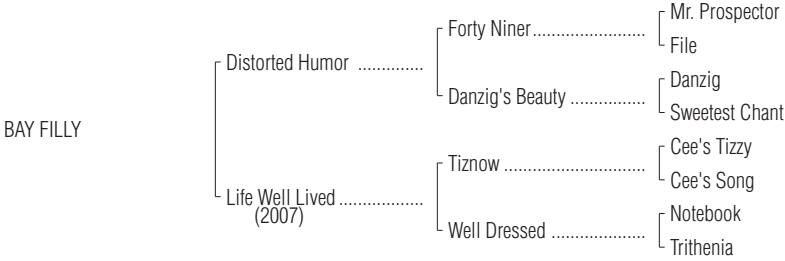 Mr. Prospector
Forty Niner........................
File
Distorted Humor ..............
Danzig
Danzig's Beauty ................
Sweetest Chant
BAY FILLY
Cee's Tizzy
Tiznow ..............................
Cee's Song
Life Well Lived ..................
(2007)
Notebook
Well Dressed ....................
Trithenia